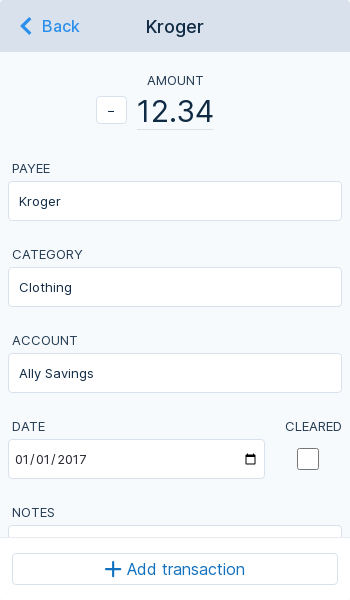 Back
Kroger
AMOUNT
- 12.34
PAYEE
Kroger
CATEGORY
Clothing
ACCOUNT
Ally Savings
DATE
CLEARED
01/01/2017
NOTES
+ Add transaction